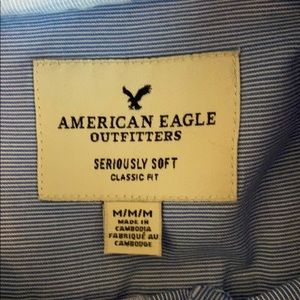 AMERICAN EAGLE
OUTFITTERS
SERIOUSLY SOFT
CLASSIC FIT
M/M/M
MADE IN
CAMBODIA
FABRIQUÉ AU
CAMBODGE